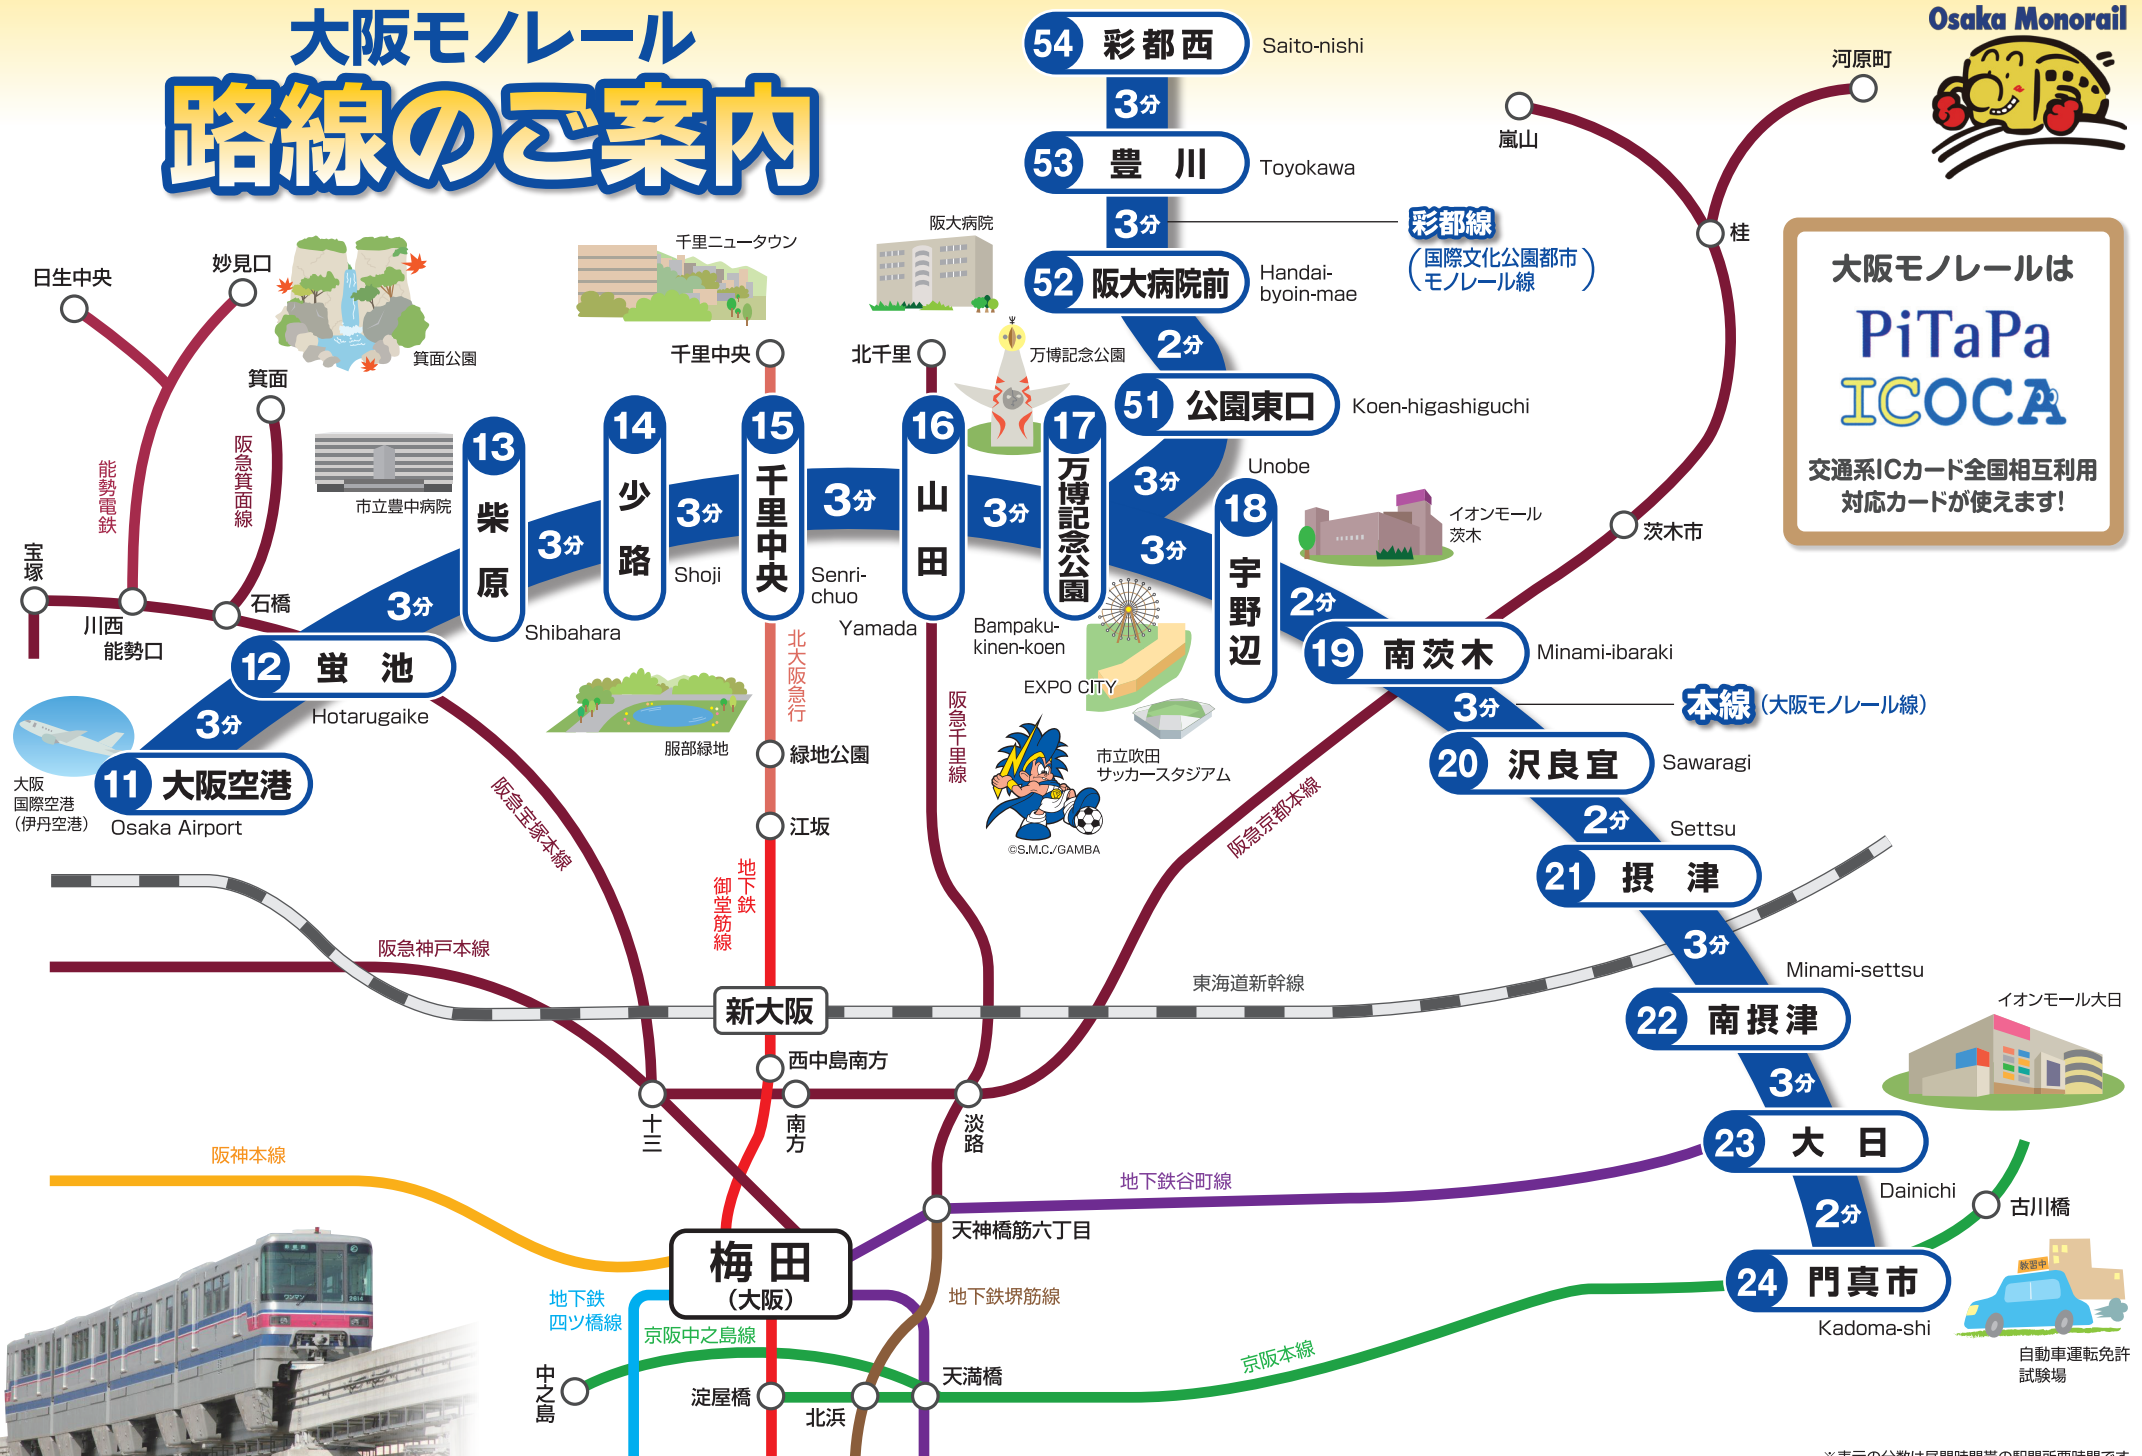 大阪モノレール
路線のご案内
Osaka Monorail
54 彩都西 Saito-nishi
3分
53 豊川 Toyokawa
3分
彩都線
(国際文化公園都市
モノレール線)
52 阪大病院前 Handai-
byoin-mae
2分
51 公園東口 Koen-higashiguchi
3分
河原町
嵐山
桂
茨木市
大阪モノレールは
PiTaPa
ICOCA
交通系ICカード全国相互利用
対応カードが使えます!
日生中央
妙見口
箕面公園
箕面
能勢電鉄
阪急箕面線
宝塚
川西
能勢口
石橋
千里ニュータウン
阪大病院
万博記念公園
千里中央
北千里
市立豊中病院
11 大阪空港
Osaka Airport
大阪
国際空港
(伊丹空港)
3分
12 蛍池
Hotarugaike
3分
13 柴原
Shibahara
3分
14 少路
Shoji
3分
15 千里中央
Senri-
chuo
3分
16 山田
Yamada
3分
17 万博記念公園
Bampaku-
kinen-koen
3分
Unobe
18 宇野辺
2分
イオンモール
茨木
19 南茨木 Minami-ibaraki
3分
本線(大阪モノレール線)
20 沢良宜 Sawaragi
2分
Settsu
21 摂津
3分
Minami-settsu
22 南摂津
3分
イオンモール大日
23 大日
Dainichi
2分
24 門真市
Kadoma-shi
古川橋
教習中
自動車運転免許
試験場
EXPO CITY
市立吹田
サッカースタジアム
©S.M.C./GAMBA
服部緑地
北大阪急行
緑地公園
江坂
地下鉄
御堂筋線
阪急千里線
阪急宝塚本線
阪急京都本線
阪急神戸本線
東海道新幹線
新大阪
西中島南方
十三
南方
淡路
阪神本線
地下鉄谷町線
天神橋筋六丁目
梅田
(大阪)
地下鉄
四ツ橋線
地下鉄堺筋線
京阪中之島線
京阪本線
中之島
淀屋橋
北浜
天満橋
ワンマン